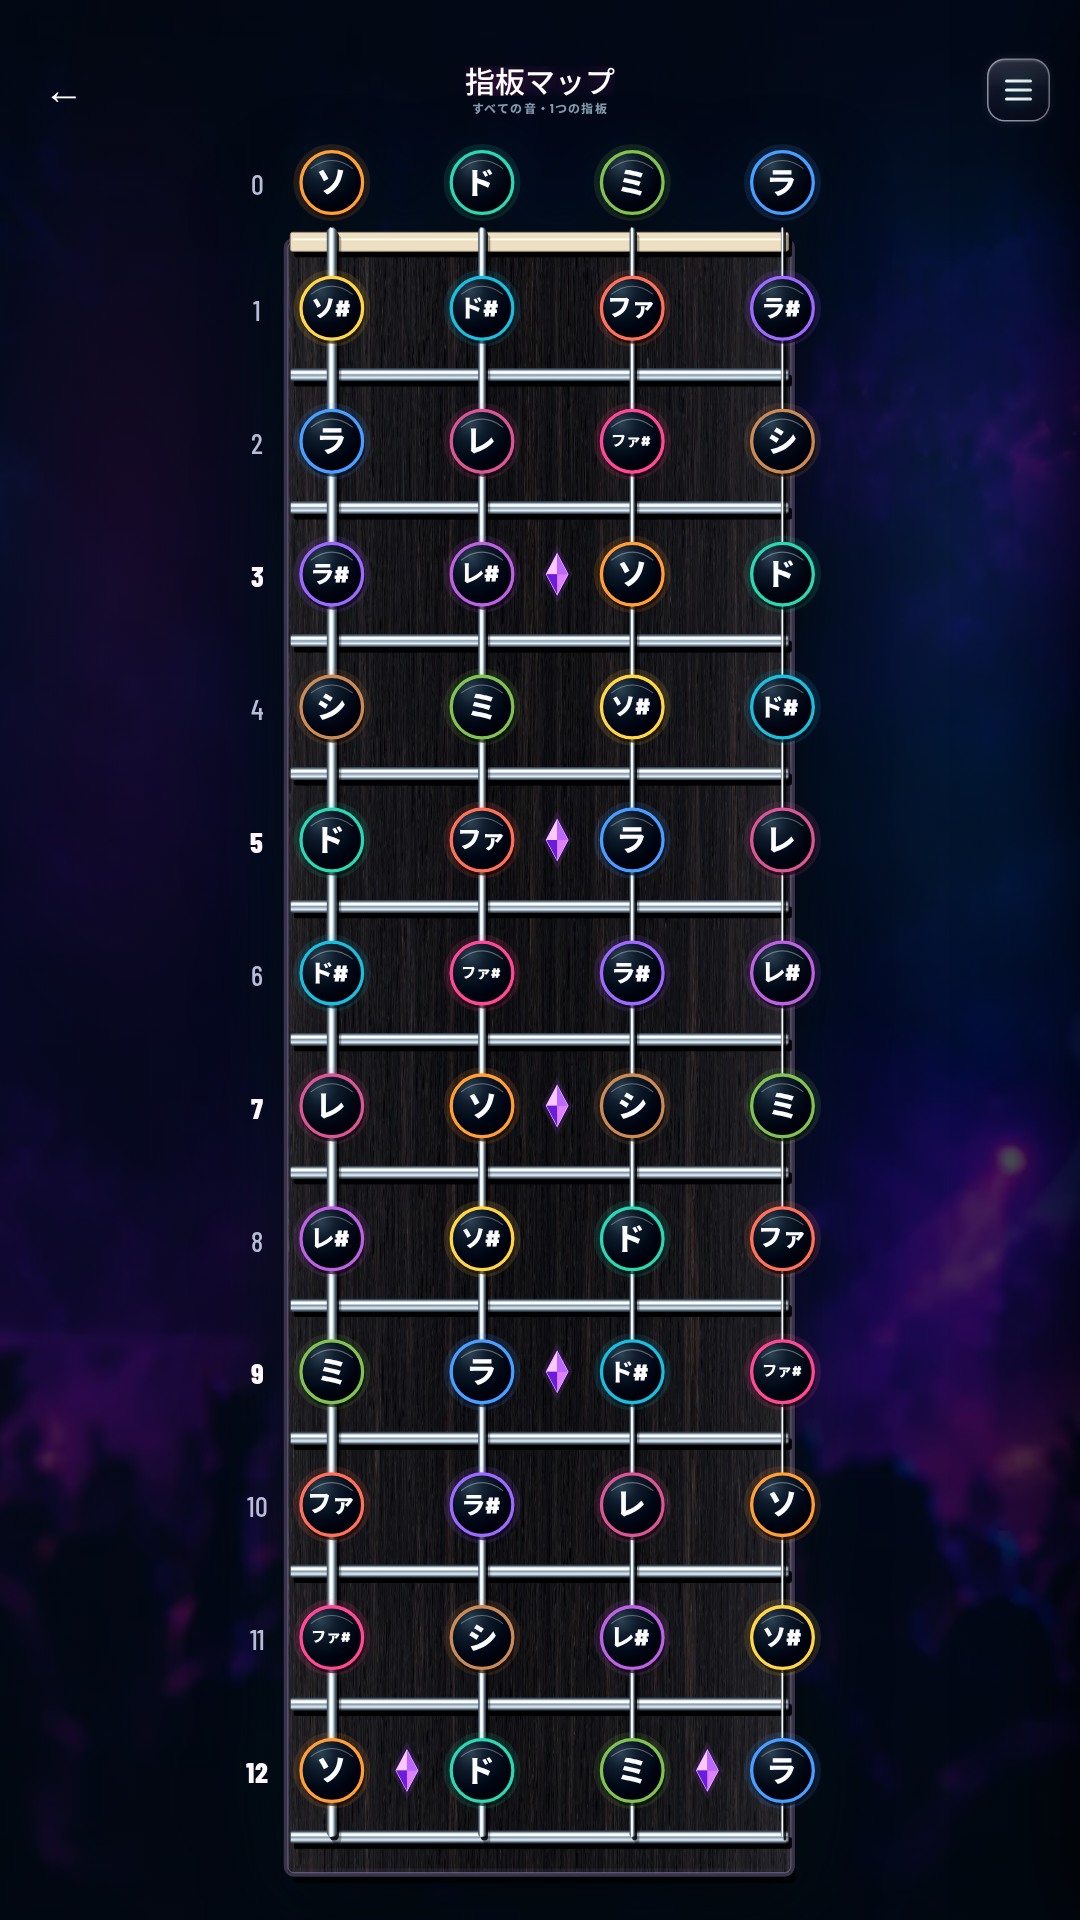 ←
指板マップ
すべての音・1つの指板
0 ソ ド ミ ラ
1 ソ# ド# ファ ラ#
2 ラ レ ファ# シ
3 ラ# レ# ソ ド
4 シ ミ ソ# ド#
5 ド ファ ラ レ
6 ド# ファ# ラ# レ#
7 レ ソ シ ミ
8 レ# ソ# ド ファ
9 ミ ラ ド# ファ#
10 ファ ラ# レ ソ
11 ファ# シ レ# ソ#
12 ソ ド ミ ラ